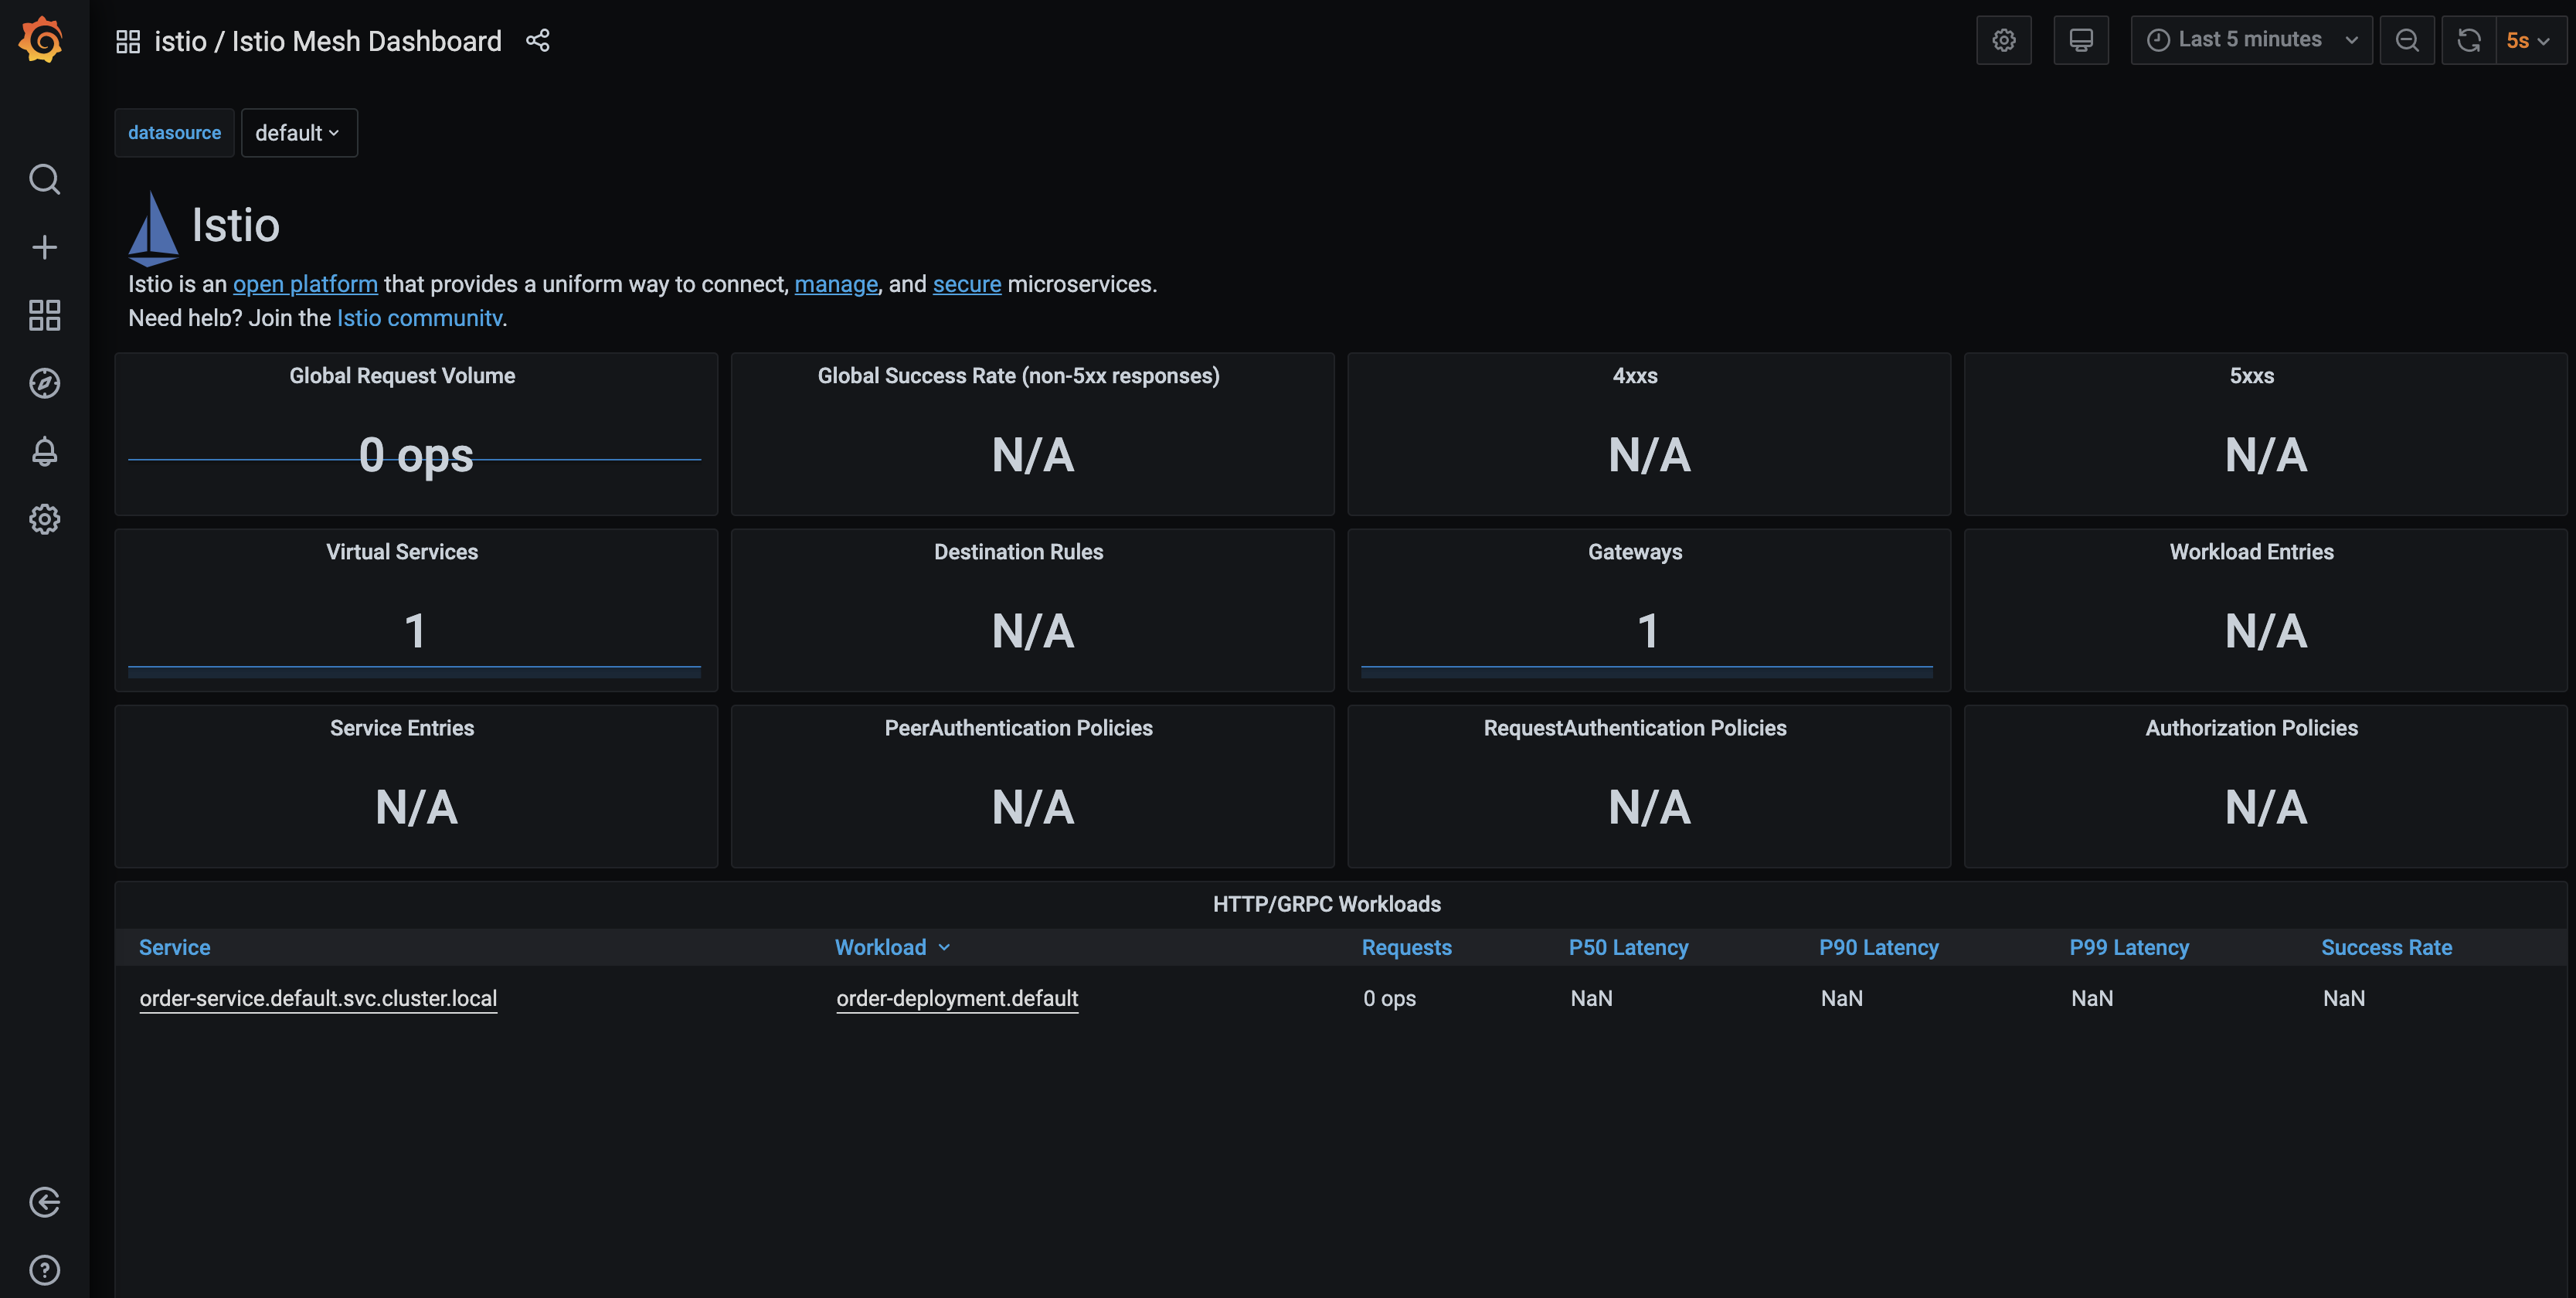 istio / Istio Mesh Dashboard
Last 5 minutes
5s
datasource
default
Istio
Istio is an open platform that provides a uniform way to connect, manage, and secure microservices.
Need help? Join the Istio community.
Global Request Volume
0 ops
Global Success Rate (non-5xx responses)
N/A
4xxs
N/A
5xxs
N/A
Virtual Services
1
Destination Rules
N/A
Gateways
1
Workload Entries
N/A
Service Entries
N/A
PeerAuthentication Policies
N/A
RequestAuthentication Policies
N/A
Authorization Policies
N/A
HTTP/GRPC Workloads
Service Workload Requests P50 Latency P90 Latency P99 Latency Success Rate
order-service.default.svc.cluster.local order-deployment.default 0 ops NaN NaN NaN NaN